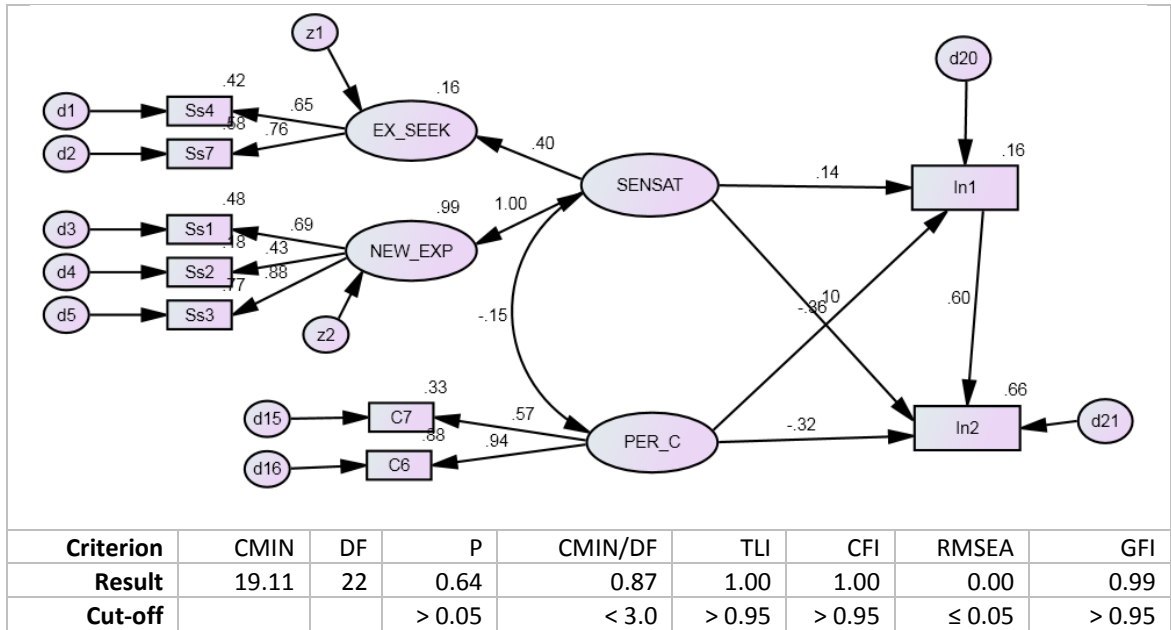 z1
d20
.42
.16
d1
Ss4
.65
EX_SEEK
.58
.76
d2
Ss7
.40
.16
SENSAT
.14
In1
.48
.99
1.00
d3
Ss1
.69
NEW_EXP
.18
.43
d4
Ss2
.88
.77
d5
Ss3
z2
-.15
.10
-.36
.60
.33
.66
d15
C7
.57
.88
.94
d16
C6
PER_C
-.32
In2
d21
Criterion CMIN DF P CMIN/DF TLI CFI RMSEA GFI
Result 19.11 22 0.64 0.87 1.00 1.00 0.00 0.99
Cut-off > 0.05 < 3.0 > 0.95 > 0.95 ≤ 0.05 > 0.95